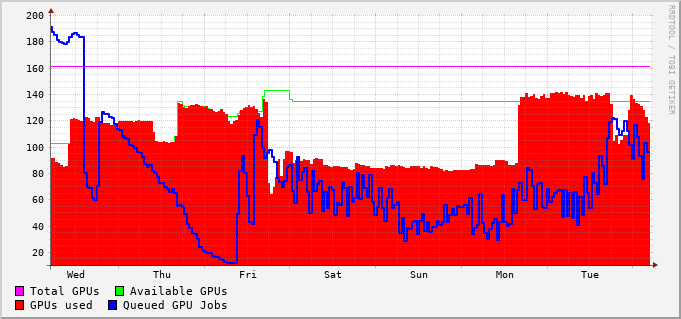 200
180
160
140
120
100
80
60
40
20
Wed Thu Fri Sat Sun Mon Tue
Total GPUs Available GPUs
GPUs used Queued GPU Jobs
RRDTOOL / TOBI OETIKER